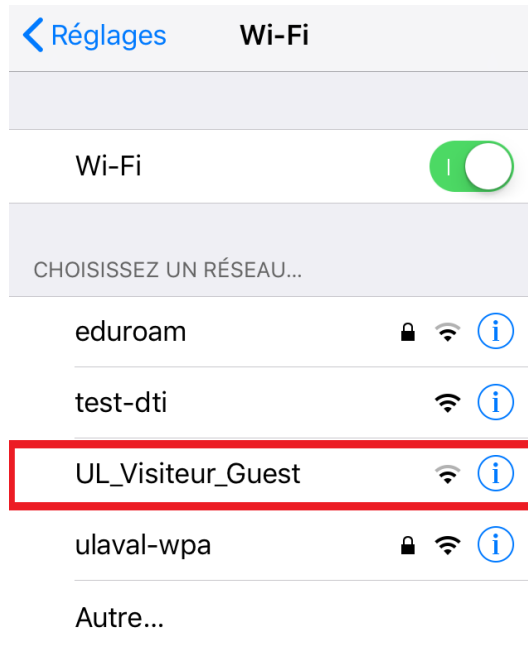 Réglages Wi-Fi
Wi-Fi
CHOISISSEZ UN RÉSEAU...
eduroam
test-dti
UL_Visiteur_Guest
ulaval-wpa
Autre...